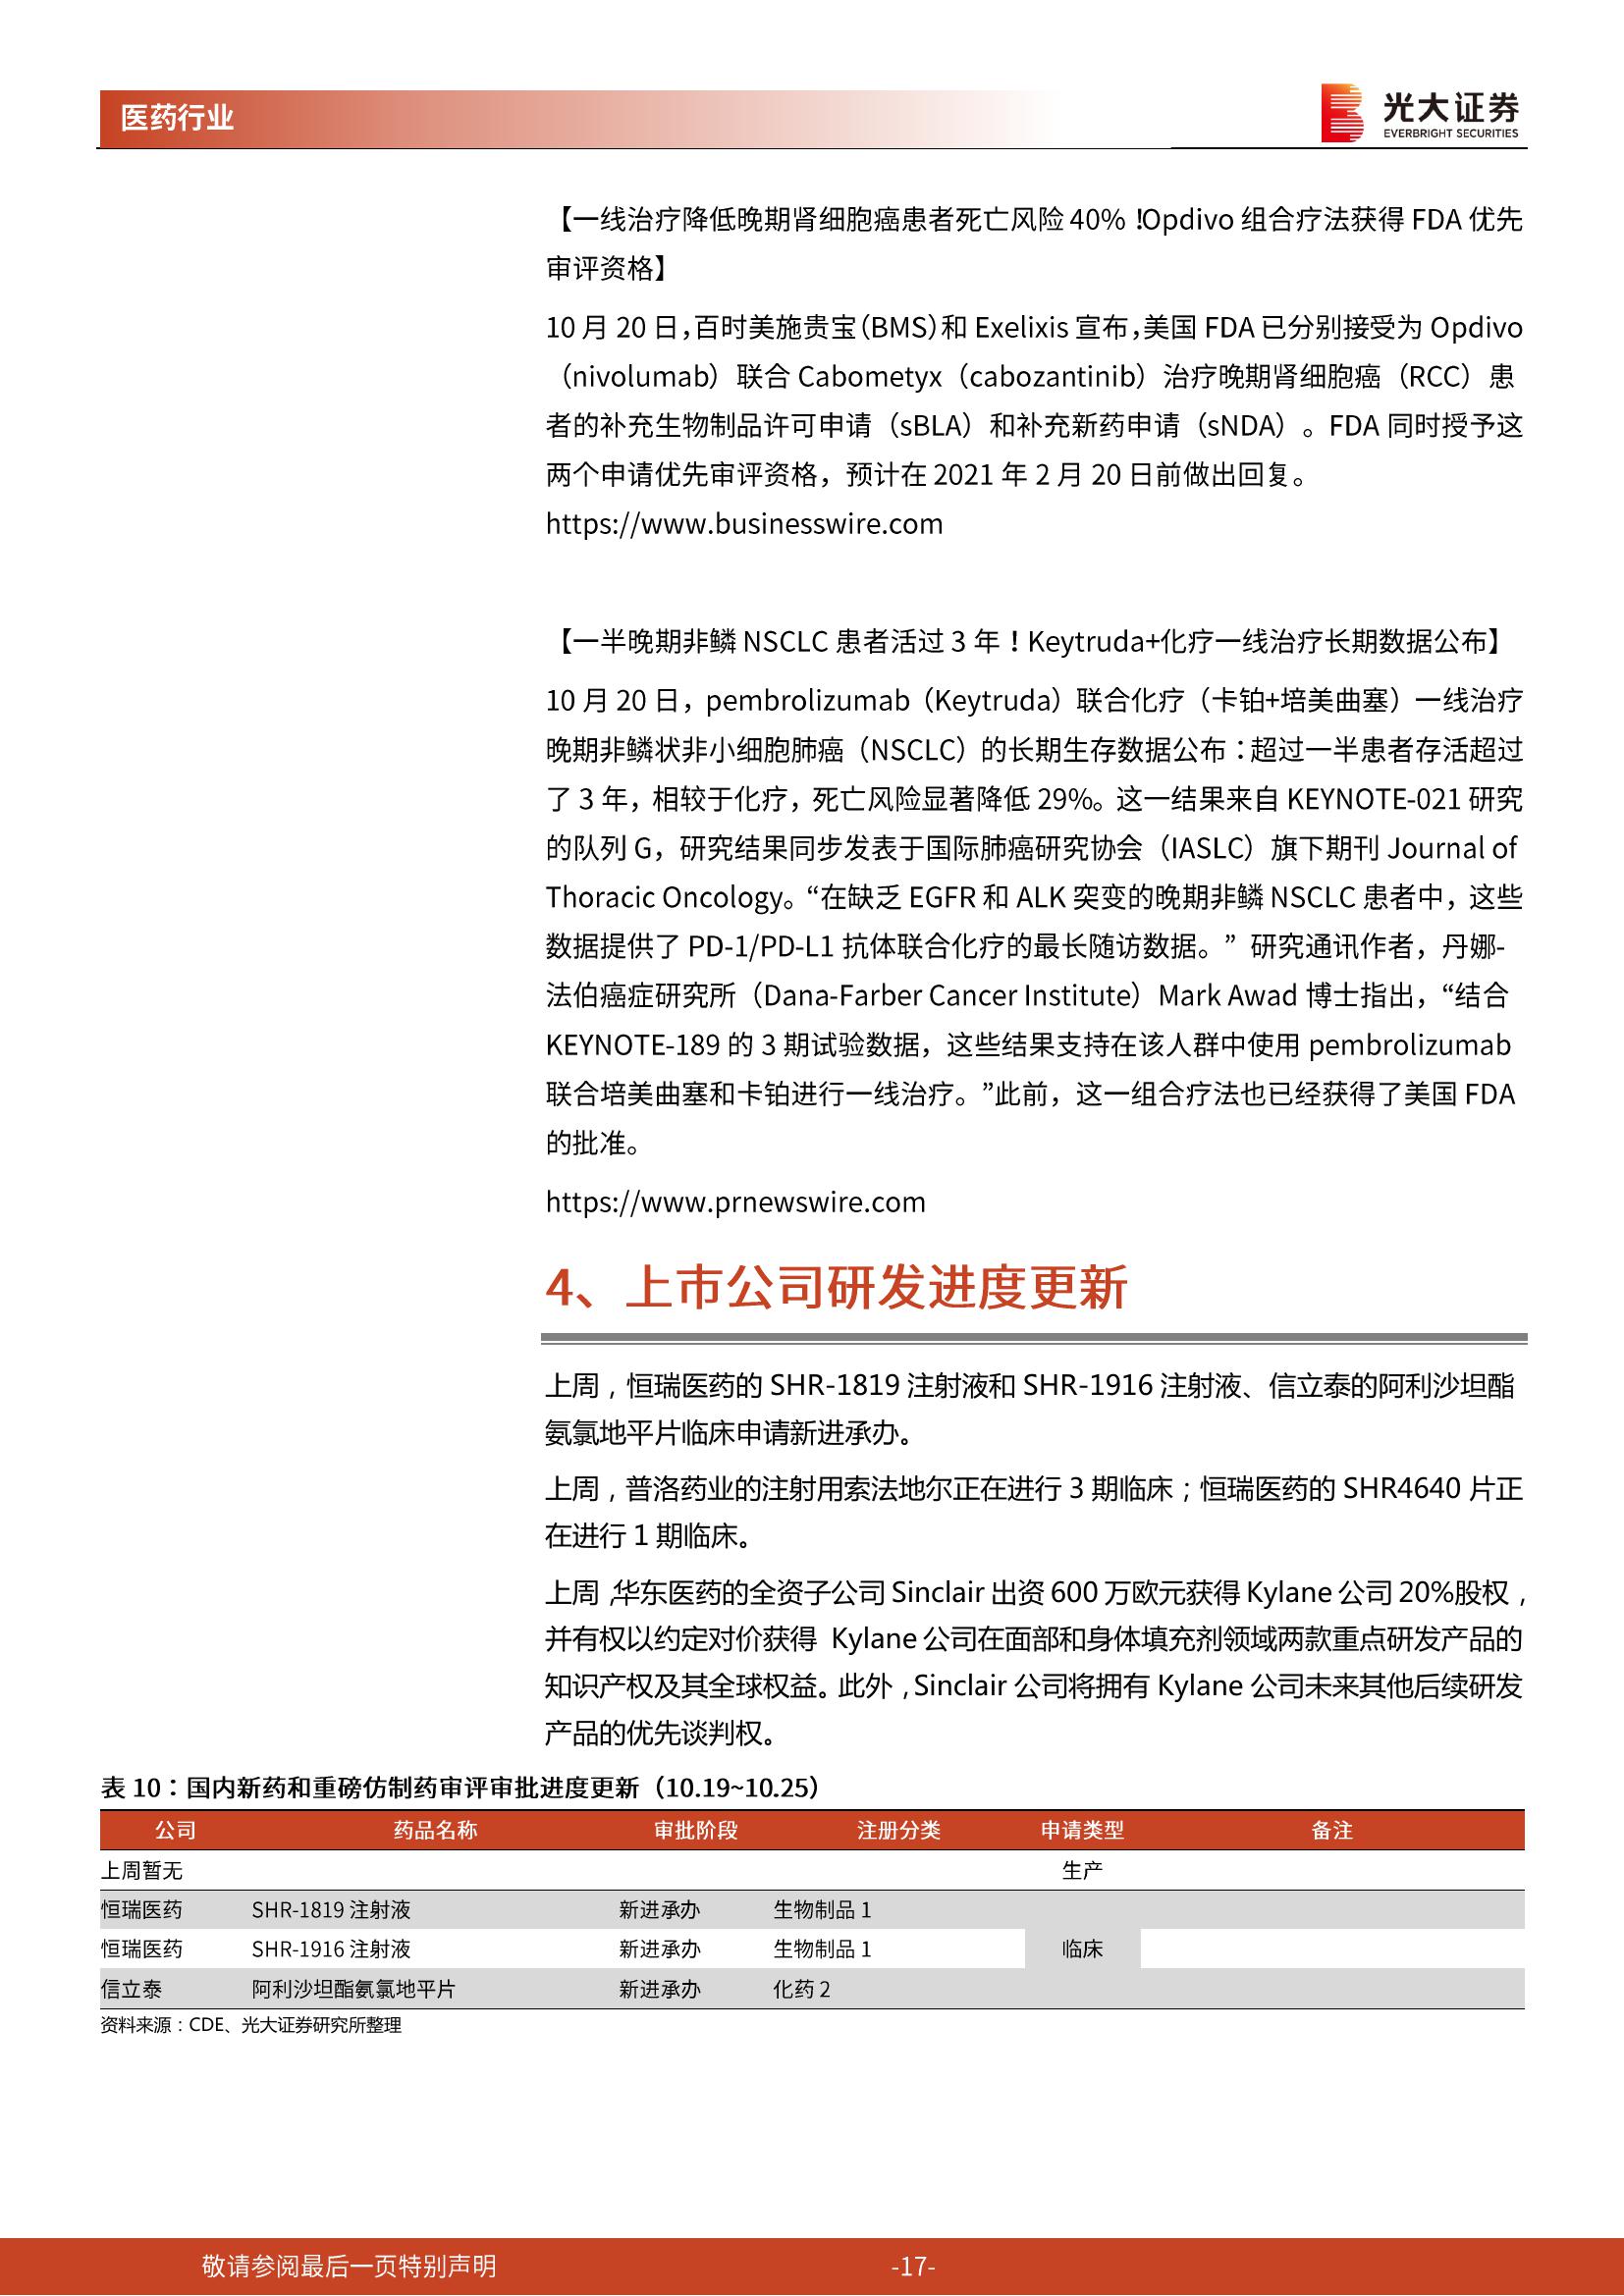 医药行业
光大证券
EVERBRIGHT SECURITIES
【一线治疗降低晚期肾细胞癌患者死亡风险 40%！Opdivo 组合疗法获得 FDA 优先
审评资格】
10 月 20 日，百时美施贵宝（BMS）和 Exelixis 宣布，美国 FDA 已分别接受为 Opdivo
（nivolumab）联合 Cabometyx（cabozantinib）治疗晚期肾细胞癌（RCC）患
者的补充生物制品许可申请（sBLA）和补充新药申请（sNDA）。FDA 同时授予这
两个申请优先审评资格，预计在 2021 年 2 月 20 日前做出回复。
https://www.businesswire.com
【一半晚期非鳞 NSCLC 患者活过 3 年！Keytruda+化疗一线治疗长期数据公布】
10 月 20 日，pembrolizumab（Keytruda）联合化疗（卡铂+培美曲塞）一线治疗
晚期非鳞状非小细胞肺癌（NSCLC）的长期生存数据公布：超过一半患者存活超过
了 3 年，相较于化疗，死亡风险显著降低 29%。这一结果来自 KEYNOTE-021 研究
的队列 G，研究结果同步发表于国际肺癌研究协会（IASLC）旗下期刊 Journal of
Thoracic Oncology。“在缺乏 EGFR 和 ALK 突变的晚期非鳞 NSCLC 患者中，这些
数据提供了 PD-1/PD-L1 抗体联合化疗的最长随访数据。” 研究通讯作者，丹娜-
法伯癌症研究所（Dana-Farber Cancer Institute）Mark Awad 博士指出，“结合
KEYNOTE-189 的 3 期试验数据，这些结果支持在该人群中使用 pembrolizumab
联合培美曲塞和卡铂进行一线治疗。”此前，这一组合疗法也已经获得了美国 FDA
的批准。
https://www.prnewswire.com
4、上市公司研发进度更新
上周，恒瑞医药的 SHR-1819 注射液和 SHR-1916 注射液、信立泰的阿利沙坦酯
氨氯地平片临床申请新进承办。
上周，普洛药业的注射用索法地尔正在进行 3 期临床；恒瑞医药的 SHR4640 片正
在进行 1 期临床。
上周，华东医药的全资子公司 Sinclair 出资 600 万欧元获得 Kylane 公司 20%股权，
并有权以约定对价获得 Kylane 公司在面部和身体填充剂领域两款重点研发产品的
知识产权及其全球权益。此外，Sinclair 公司将拥有 Kylane 公司未来其他后续研发
产品的优先谈判权。
表 10：国内新药和重磅仿制药审评审批进度更新（10.19~10.25）
公司 药品名称 审批阶段 注册分类 申请类型 备注
上周暂无 生产
恒瑞医药 SHR-1819 注射液 新进承办 生物制品 1
恒瑞医药 SHR-1916 注射液 新进承办 生物制品 1 临床
信立泰 阿利沙坦酯氨氯地平片 新进承办 化药 2
资料来源：CDE、光大证券研究所整理
敬请参阅最后一页特别声明 -17-